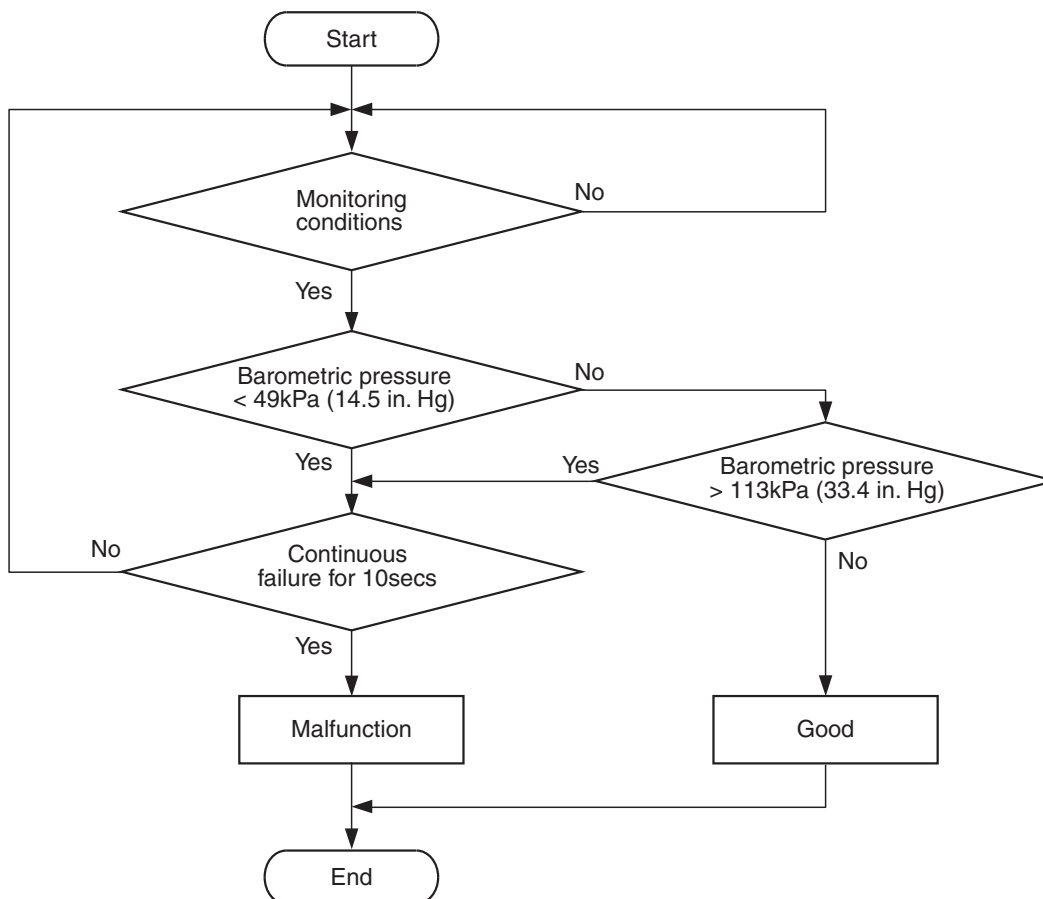 Start
Monitoring
conditions
No
Yes
Barometric pressure
< 49kPa (14.5 in. Hg)
No
Yes
Yes
Barometric pressure
> 113kPa (33.4 in. Hg)
No
Continuous
failure for 10secs
No
Yes
Malfunction
Good
End